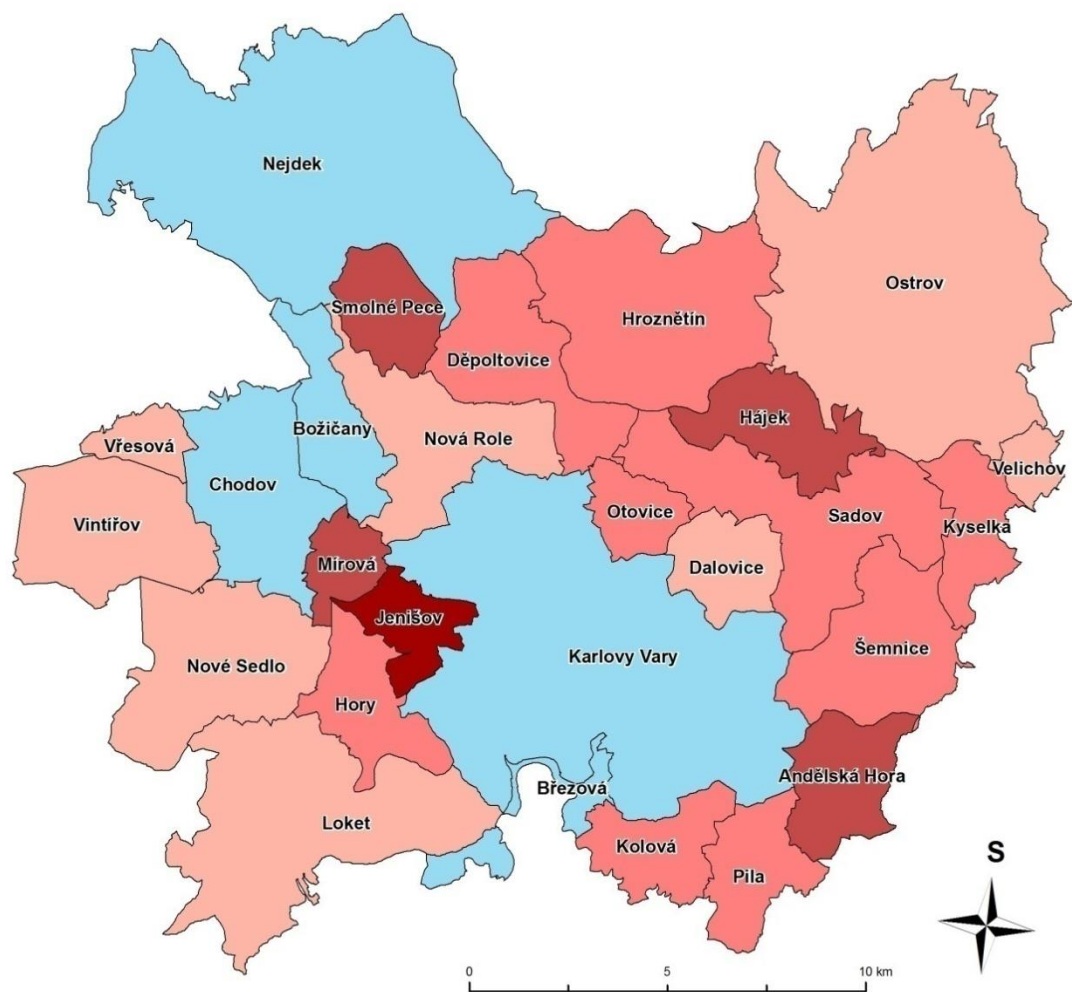 Nejdek
Ostrov
Smolné Pece
Hroznětín
Děpoltovice
Hájek
Božičany
Nová Role
Vřesová
Velichov
Chodov
Otovice
Sadov
Kyselka
Vintířov
Mírová
Dalovice
Jenišov
Šemnice
Karlovy Vary
Nové Sedlo
Hory
Andělská Hora
Březová
Loket
Kolová
Pila
S
0 5 10 km